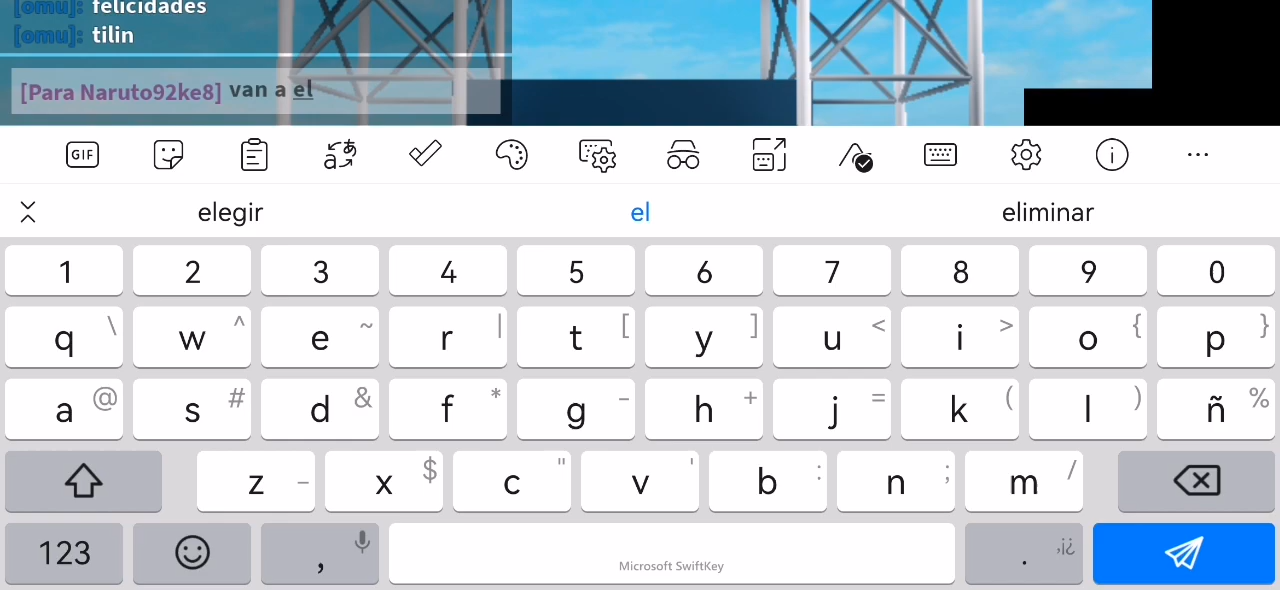 [omu]: felicidades
[omu]: tilin
[Para Naruto92ke8] van a el
GIF
elegir el eliminar
1 2 3 4 5 6 7 8 9 0
q \ w ^ e ~ r | t [ y ] u < i > o { p }
a @ s # d & f * g - h + j = k ( l ) ñ %
z _ x $ c " v ' b : n ; m /
123 , Microsoft SwiftKey . ,¡¿